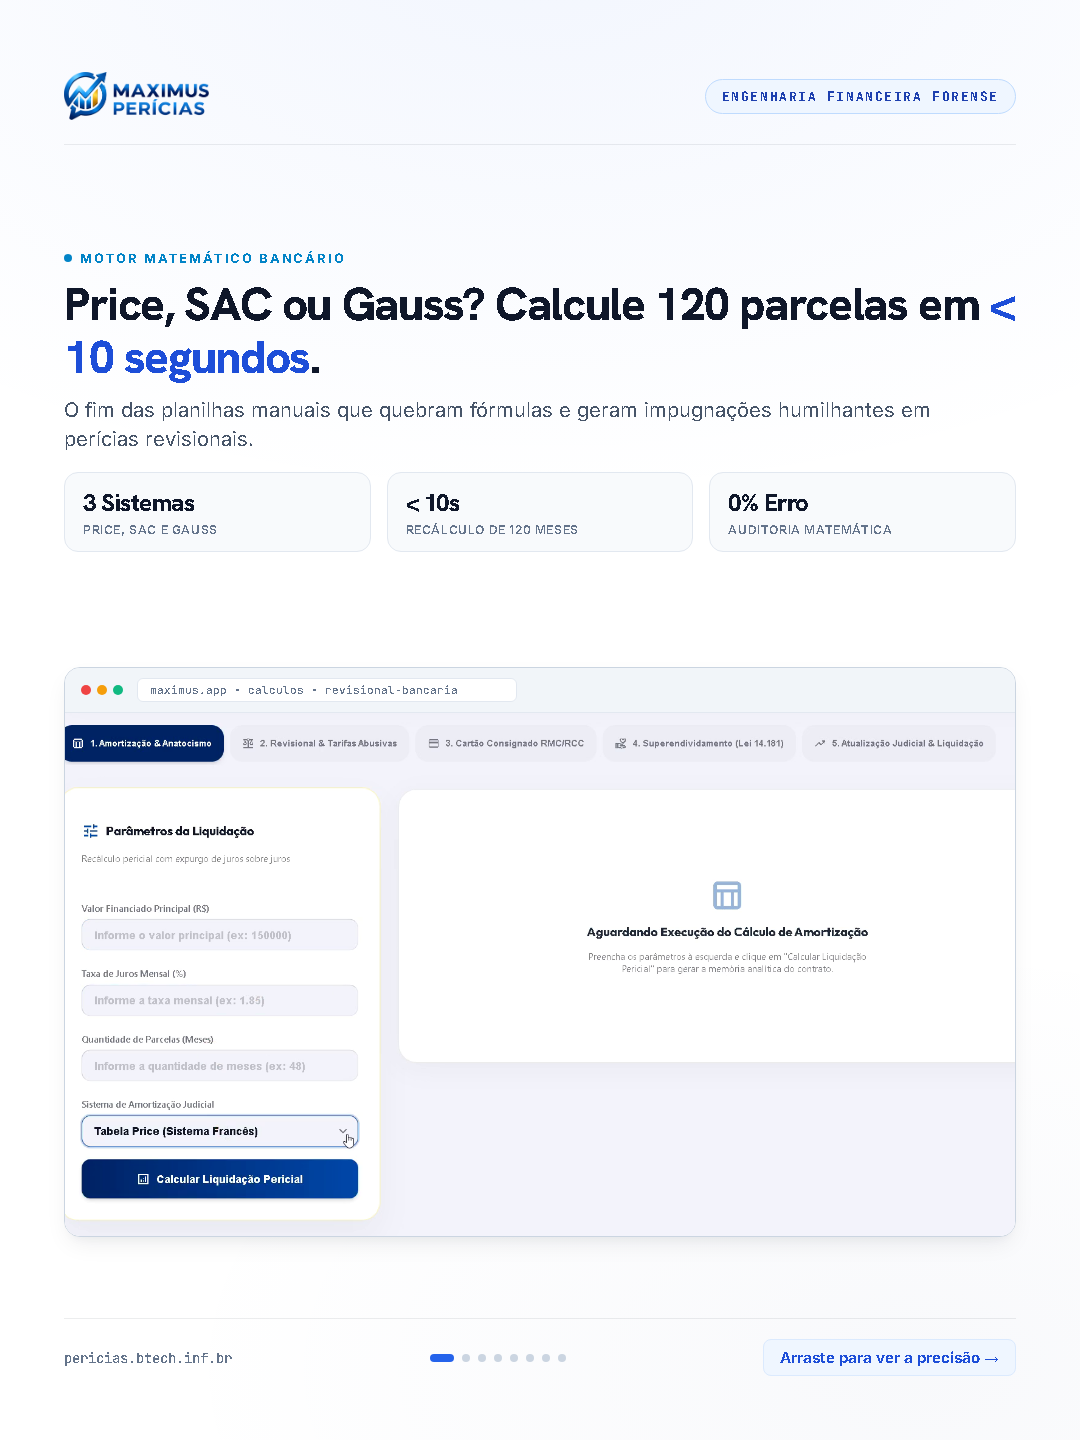 MAXIMUS
PERÍCIAS
ENGENHARIA FINANCEIRA FORENSE
MOTOR MATEMÁTICO BANCÁRIO
Price, SAC ou Gauss? Calcule 120 parcelas em <
10 segundos.
O fim das planilhas manuais que quebram fórmulas e geram impugnações humilhantes em
perícias revisionais.
3 Sistemas
PRICE, SAC E GAUSS
< 10s
RECÁLCULO DE 120 MESES
0% Erro
AUDITORIA MATEMÁTICA
maximus.app • calculos • revisional-bancaria
1. Amortização & Anatocismo
2. Revisional & Tarifas Abusivas
3. Cartão Consignado RMC/RCC
4. Superendividamento (Lei 14.181)
5. Atualização Judicial & Liquidação
Parâmetros da Liquidação
Recálculo pericial com expurgo de juros sobre juros
Valor Financiado Principal (R$)
Informe o valor principal (ex: 150000)
Taxa de Juros Mensal (%)
Informe a taxa mensal (ex: 1.85)
Quantidade de Parcelas (Meses)
Informe a quantidade de meses (ex: 48)
Sistema de Amortização Judicial
Tabela Price (Sistema Francês)
Calcular Liquidação Pericial
Aguardando Execução do Cálculo de Amortização
Preencha os parâmetros à esquerda e clique em "Calcular Liquidação
Pericial" para gerar a memória analítica do contrato.
pericias.btech.inf.br
Arraste para ver a precisão →